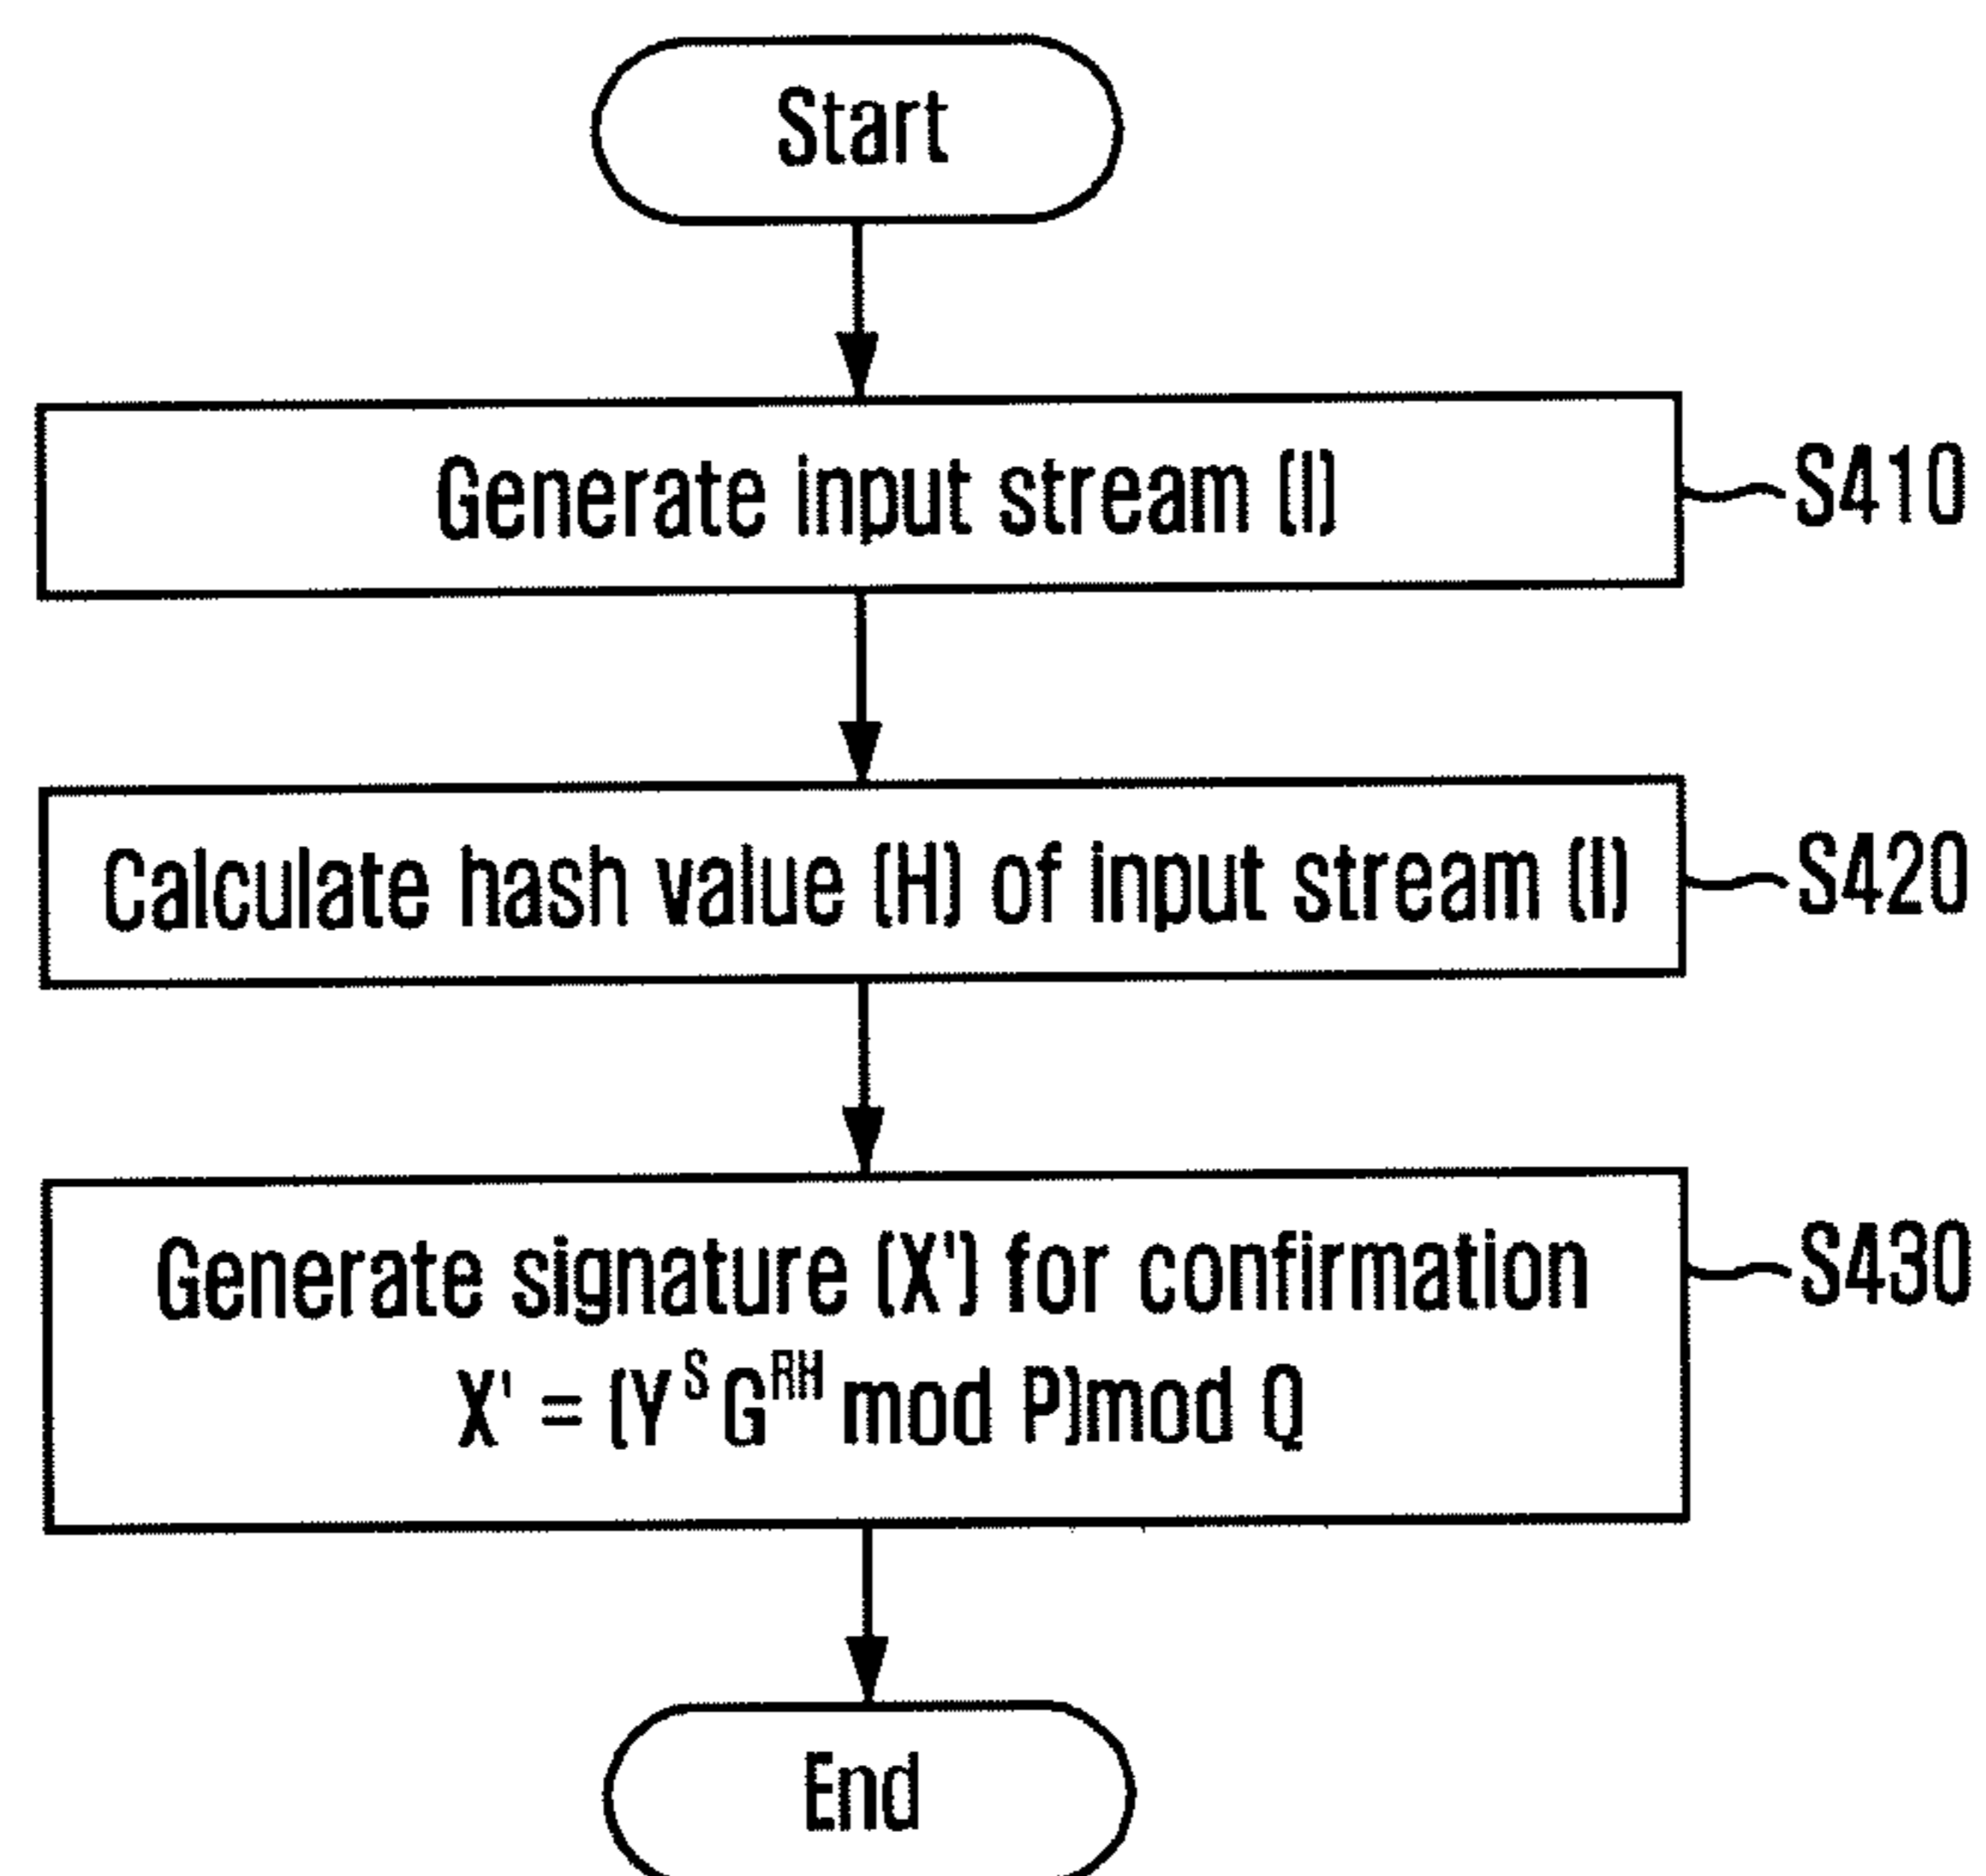 Start
Generate input stream (I)
S410
Calculate hash value (H) of input stream (I)
S420
Generate signature (X') for confirmation
S430
X' = (Y^S G^RH mod P)mod Q
End